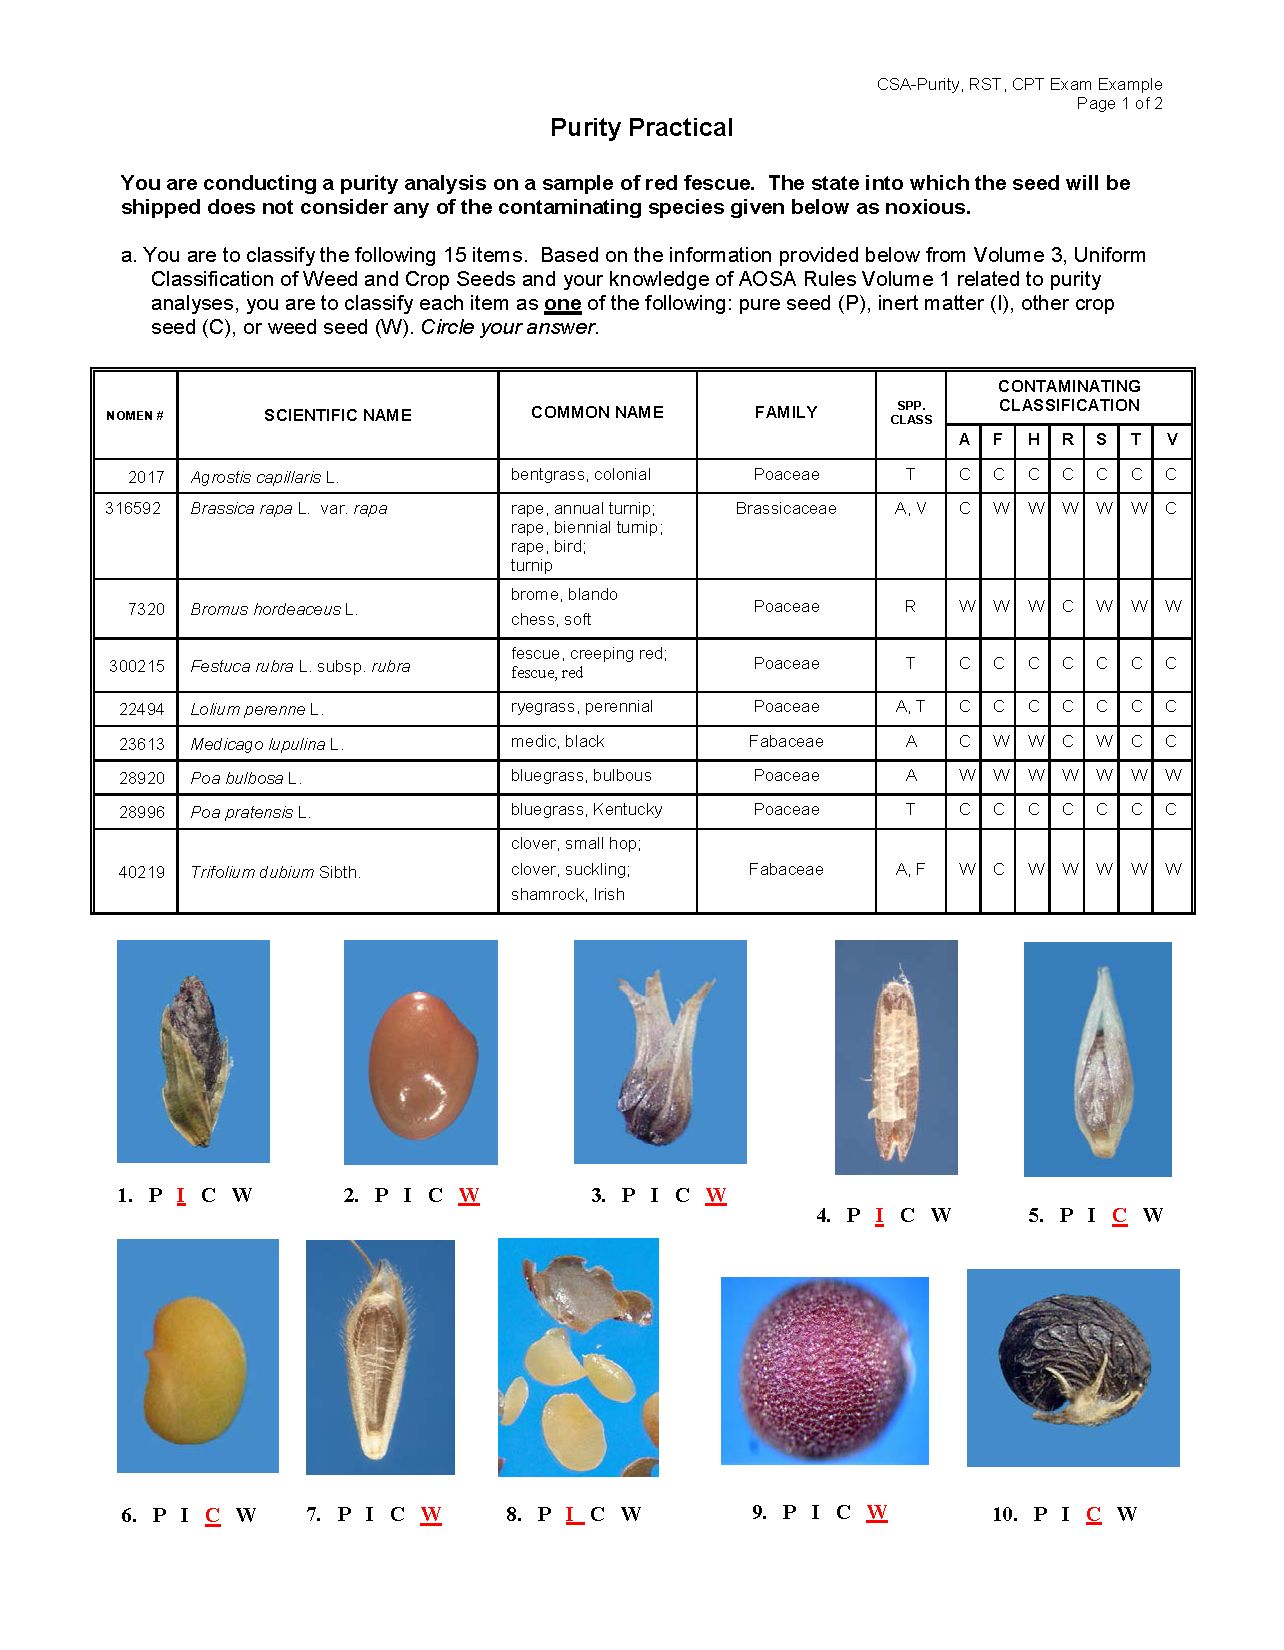 CSA-Purity, RST, CPT Exam Example
Page 1 of 2
Purity Practical
You are conducting a purity analysis on a sample of red fescue.  The state into which the seed will be
shipped does not consider any of the contaminating species given below as noxious.
a. You are to classify the following 15 items.  Based on the information provided below from Volume 3, Uniform
Classification of Weed and Crop Seeds and your knowledge of AOSA Rules Volume 1 related to purity
analyses, you are to classify each item as one of the following: pure seed (P), inert matter (I), other crop
seed (C), or weed seed (W). Circle your answer.
NOMEN # SCIENTIFIC NAME COMMON NAME FAMILY SPP. CLASS CONTAMINATING CLASSIFICATION
A F H R S T V
2017 Agrostis capillaris L. bentgrass, colonial Poaceae T C C C C C C C
316592 Brassica rapa L.  var. rapa rape, annual turnip; Brassicaceae A, V C W W W W W C
rape, biennial turnip;
rape, bird;
turnip
7320 Bromus hordeaceus L. brome, blando Poaceae R W W W C W W W
chess, soft
300215 Festuca rubra L. subsp. rubra fescue, creeping red; Poaceae T C C C C C C C
fescue, red
22494 Lolium perenne L. ryegrass, perennial Poaceae A, T C C C C C C C
23613 Medicago lupulina L. medic, black Fabaceae A C W W C W C C
28920 Poa bulbosa L. bluegrass, bulbous Poaceae A W W W W W W W
28996 Poa pratensis L. bluegrass, Kentucky Poaceae T C C C C C C C
clover, small hop;
40219 Trifolium dubium Sibth. clover, suckling; Fabaceae A, F W C W W W W W
shamrock, Irish
1. P I C W
2. P I C W
3. P I C W
4. P I C W
5. P I C W
6. P I C W
7. P I C W
8. P I C W
9. P I C W
10. P I C W